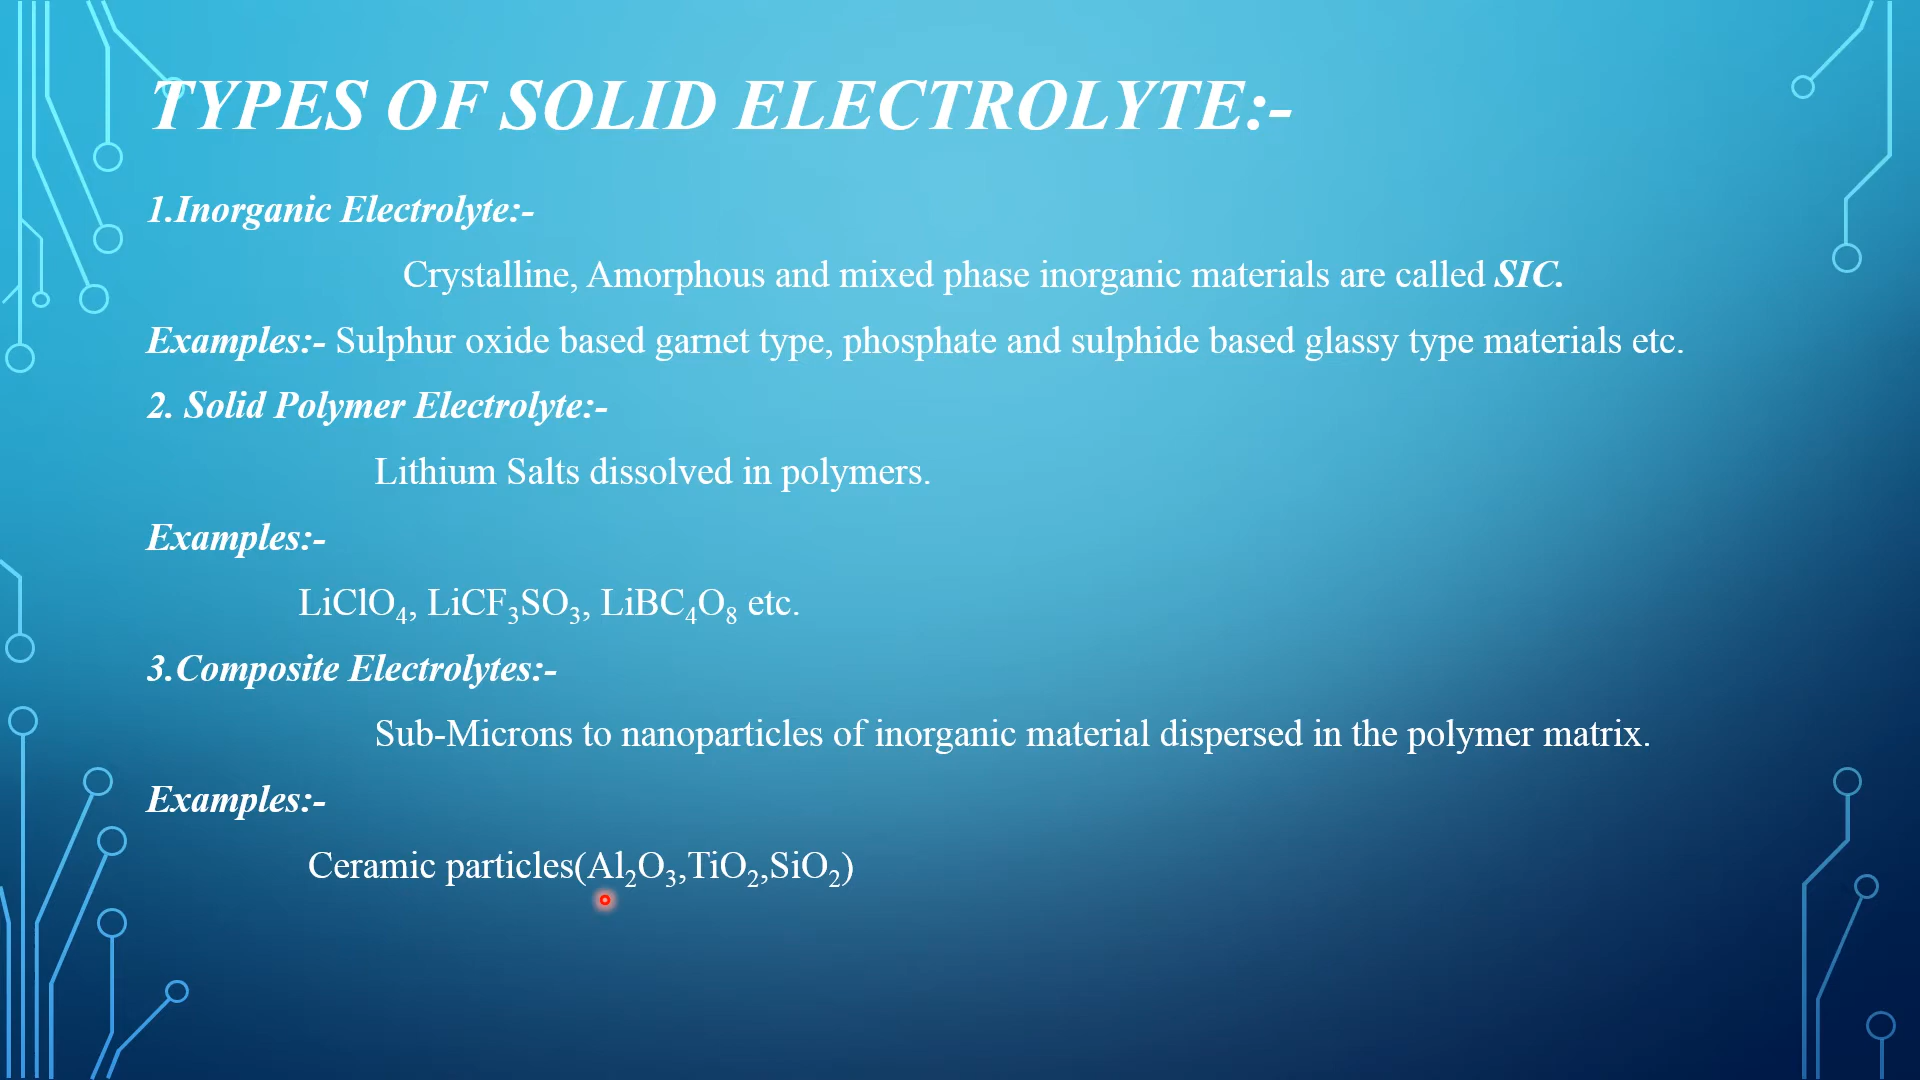 TYPES OF SOLID ELECTROLYTE:-
1.Inorganic Electrolyte:-
Crystalline, Amorphous and mixed phase inorganic materials are called SIC.
Examples:- Sulphur oxide based garnet type, phosphate and sulphide based glassy type materials etc.
2. Solid Polymer Electrolyte:-
Lithium Salts dissolved in polymers.
Examples:-
LiClO₄, LiCF₃SO₃, LiBC₄O₈ etc.
3.Composite Electrolytes:-
Sub-Microns to nanoparticles of inorganic material dispersed in the polymer matrix.
Examples:-
Ceramic particles(Al₂O₃,TiO₂,SiO₂)